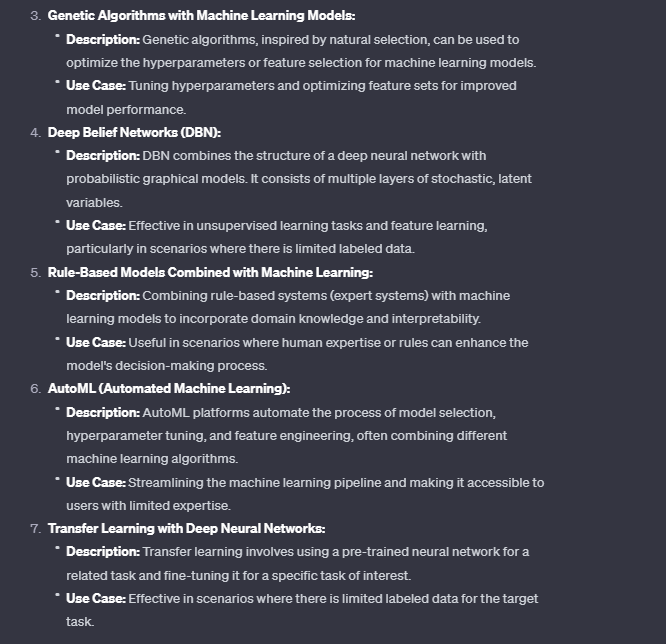 3. Genetic Algorithms with Machine Learning Models:
• Description: Genetic algorithms, inspired by natural selection, can be used to
optimize the hyperparameters or feature selection for machine learning models.
• Use Case: Tuning hyperparameters and optimizing feature sets for improved
model performance.
4. Deep Belief Networks (DBN):
• Description: DBN combines the structure of a deep neural network with
probabilistic graphical models. It consists of multiple layers of stochastic, latent
variables.
• Use Case: Effective in unsupervised learning tasks and feature learning,
particularly in scenarios where there is limited labeled data.
5. Rule-Based Models Combined with Machine Learning:
• Description: Combining rule-based systems (expert systems) with machine
learning models to incorporate domain knowledge and interpretability.
• Use Case: Useful in scenarios where human expertise or rules can enhance the
model's decision-making process.
6. AutoML (Automated Machine Learning):
• Description: AutoML platforms automate the process of model selection,
hyperparameter tuning, and feature engineering, often combining different
machine learning algorithms.
• Use Case: Streamlining the machine learning pipeline and making it accessible to
users with limited expertise.
7. Transfer Learning with Deep Neural Networks:
• Description: Transfer learning involves using a pre-trained neural network for a
related task and fine-tuning it for a specific task of interest.
• Use Case: Effective in scenarios where there is limited labeled data for the target
task.